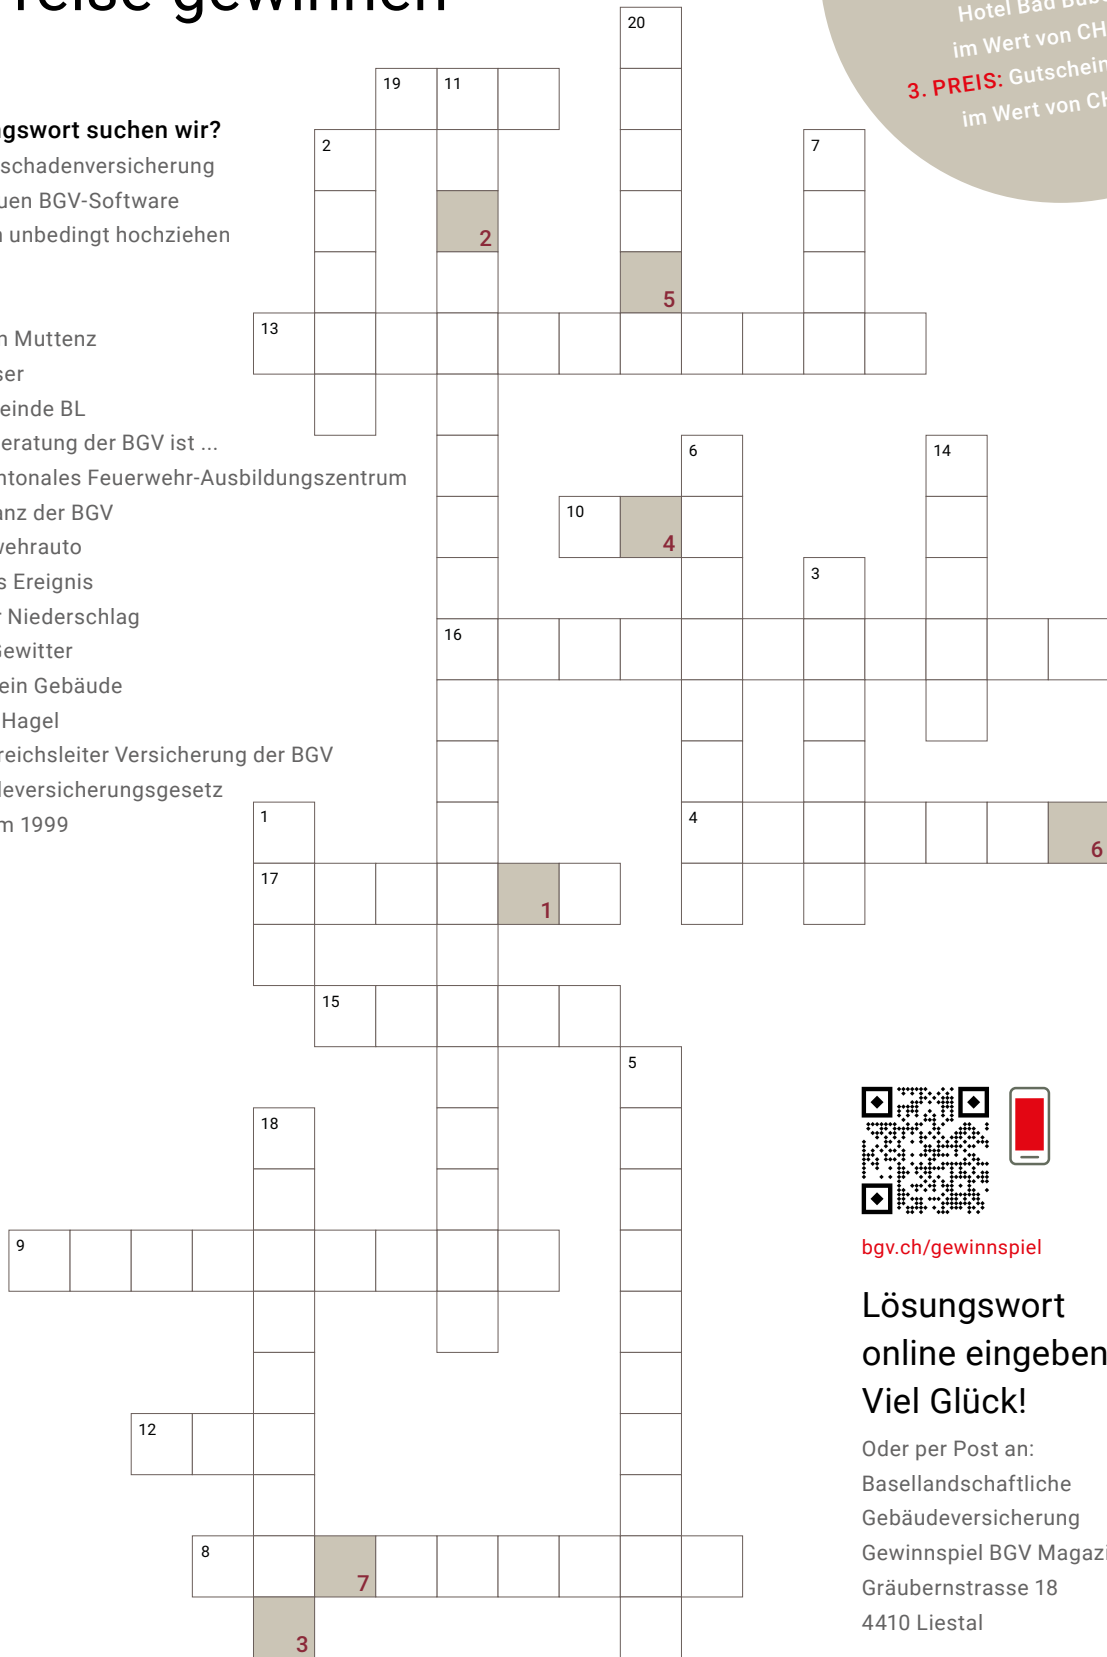 reise gewinnen
ngswort suchen wir?
schadenversicherung
uen BGV-Software
n unbedingt hochziehen
n Muttenz
ser
einde BL
eratung der BGV ist ...
ntonales Feuerwehr-Ausbildungszentrum
anz der BGV
wehrauto
s Ereignis
r Niederschlag
Gewitter
ein Gebäude
Hagel
reichsleiter Versicherung der BGV
deversicherungsgesetz
m 1999
Hotel Bad Bub
im Wert von CH
3. PREIS: Gutschein
im Wert von CH
20
19 11
2 7
2
5
13
6 14
10 4
3
16
1 4
6
17 1
15
5
18
9
12
8 7
3
bgv.ch/gewinnspiel
Lösungswort
online eingeben
Viel Glück!
Oder per Post an:
Basellandschaftliche
Gebäudeversicherung
Gewinnspiel BGV Magazi
Gräubernstrasse 18
4410 Liestal